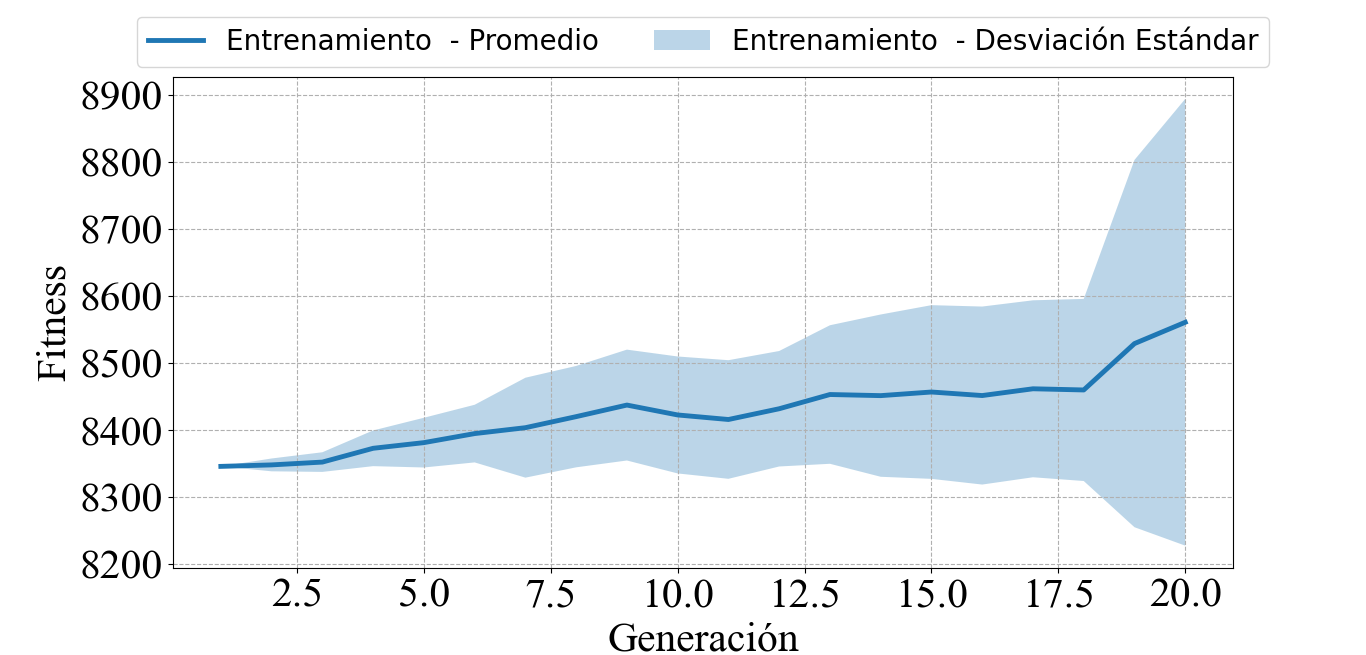 Entrenamiento  - Promedio
Entrenamiento  - Desviación Estándar
8900
8800
8700
8600
8500
8400
8300
8200
Fitness
2.5 5.0 7.5 10.0 12.5 15.0 17.5 20.0
Generación